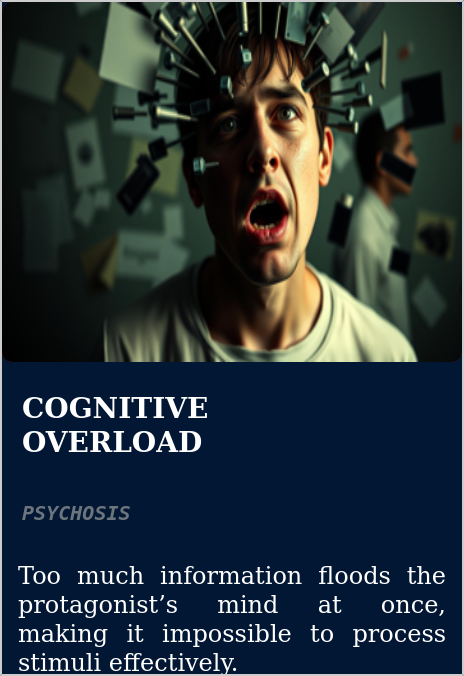 COGNITIVE
OVERLOAD
PSYCHOSIS
Too much information floods the
protagonist’s mind at once,
making it impossible to process
stimuli effectively.